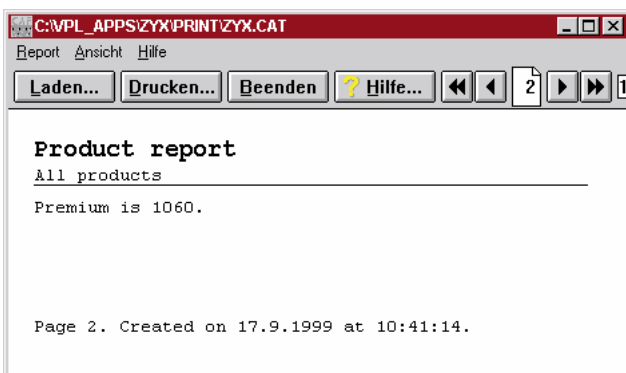 C:\VPL_APPS\ZYX\PRINT\ZYX.CAT
Report Ansicht Hilfe
Laden... Drucken... Beenden ? Hilfe... 2 1
Product report
All products
Premium is 1060.
Page 2. Created on 17.9.1999 at 10:41:14.